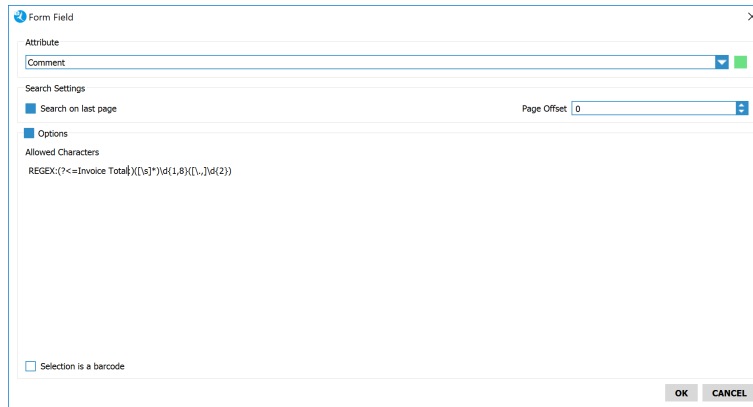 Form Field
Attribute
Comment
Search Settings
Search on last page
Page Offset 0
Options
Allowed Characters
REGEX:(?<=Invoice Total:)([\s]*)\d{1,8}([\.,]\d{2})
Selection is a barcode
OK CANCEL